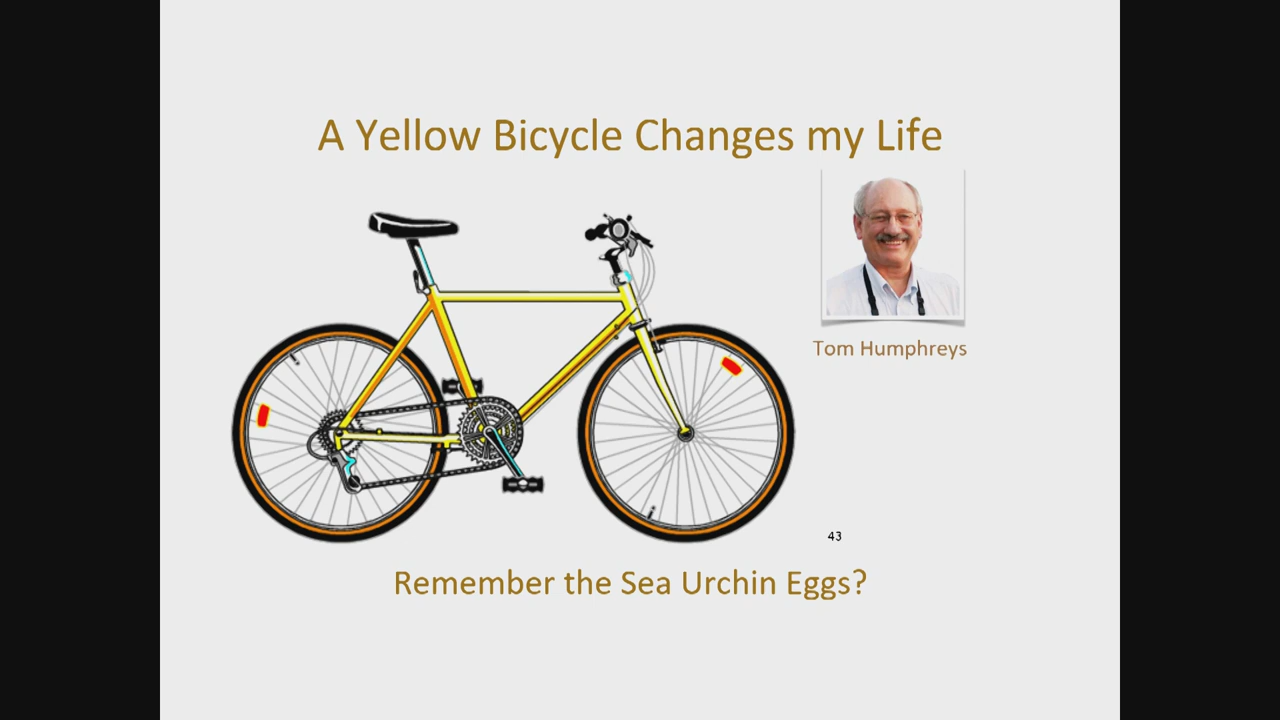 A Yellow Bicycle Changes my Life
Tom Humphreys
43
Remember the Sea Urchin Eggs?